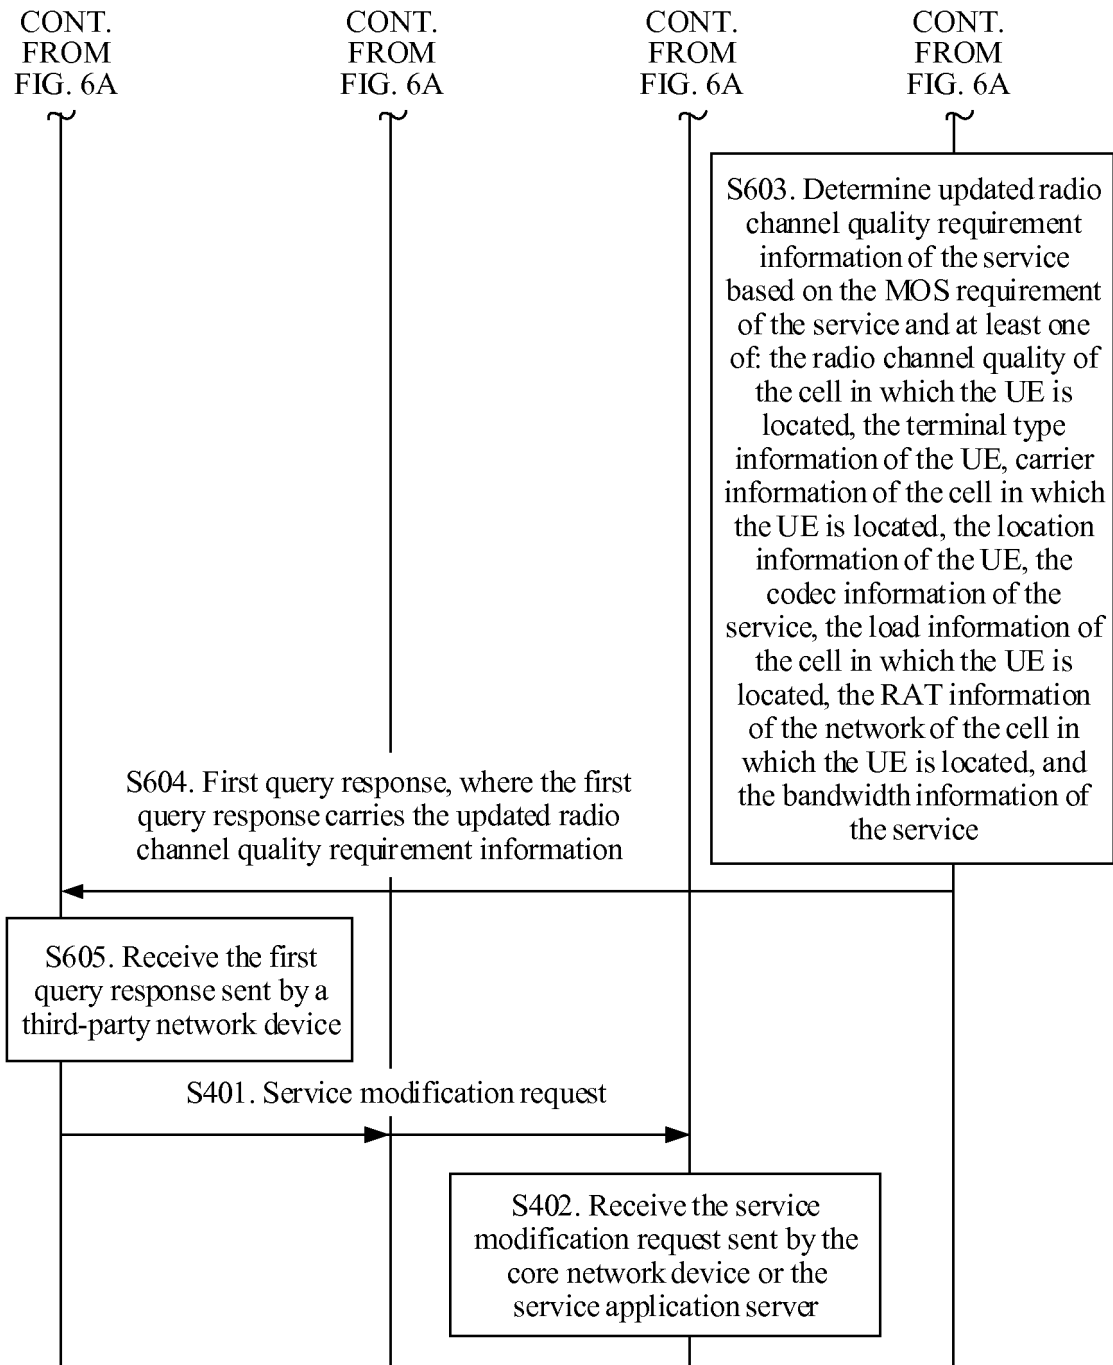 CONT.
FROM
FIG. 6A
CONT.
FROM
FIG. 6A
CONT.
FROM
FIG. 6A
CONT.
FROM
FIG. 6A
S603. Determine updated radio
channel quality requirement
information of the service
based on the MOS requirement
of the service and at least one
of: the radio channel quality of
the cell in which the UE is
located, the terminal type
information of the UE, carrier
information of the cell in which
the UE is located, the location
information of the UE, the
codec information of the
service, the load information of
the cell in which the UE is
located, the RAT information
of the network of the cell in
which the UE is located, and
the bandwidth information of
the service
S604. First query response, where the first
query response carries the updated radio
channel quality requirement information
S605. Receive the first
query response sent by a
third-party network device
S401. Service modification request
S402. Receive the service
modification request sent by the
core network device or the
service application server